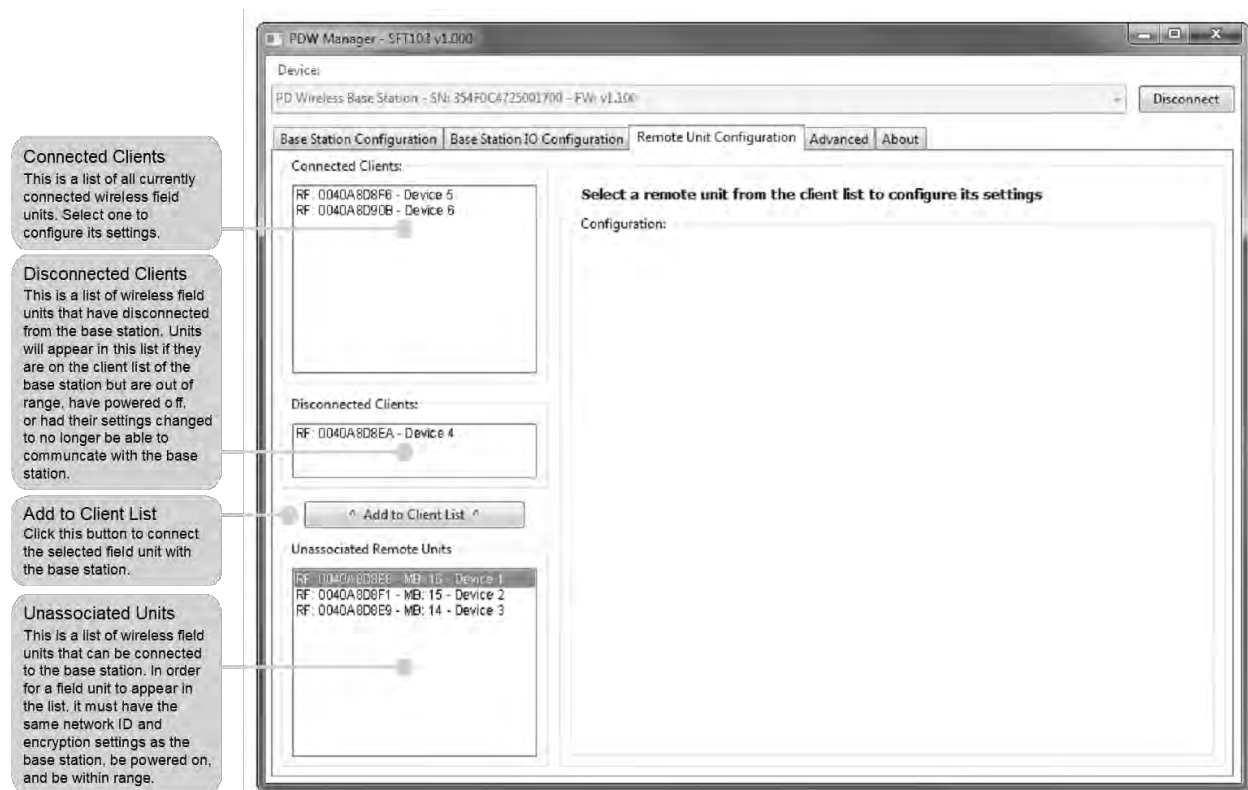 PDW Manager - SFT103 v1.000
Device:
PD Wireless Base Station - SN: 354F0C4725001700 - FW: v1.100
Disconnect
Base Station Configuration
Base Station IO Configuration
Remote Unit Configuration
Advanced
About
Connected Clients
This is a list of all currently
connected wireless field
units. Select one to
configure its settings.
Connected Clients:
RF: 0040A8D8F6 - Device 5
RF: 0040A8D90B - Device 6
Select a remote unit from the client list to configure its settings
Configuration:
Disconnected Clients
This is a list of wireless field
units that have disconnected
from the base station. Units
will appear in this list if they
are on the client list of the
base station but are out of
range, have powered off,
or had their settings changed
to no longer be able to
communcate with the base
station.
Disconnected Clients:
RF: 0040A8D8EA - Device 4
Add to Client List
Click this button to connect
the selected field unit with
the base station.
^ Add to Client List ^
Unassociated Units
This is a list of wireless field
units that can be connected
to the base station. In order
for a field unit to appear in
the list, it must have the
same network ID and
encryption settings as the
base station, be powered on,
and be within range.
Unassociated Remote Units
RF: 0040A8D8E8 - MB: 16 - Device 1
RF: 0040A8D8F1 - MB: 15 - Device 2
RF: 0040A8D8E9 - MB: 14 - Device 3